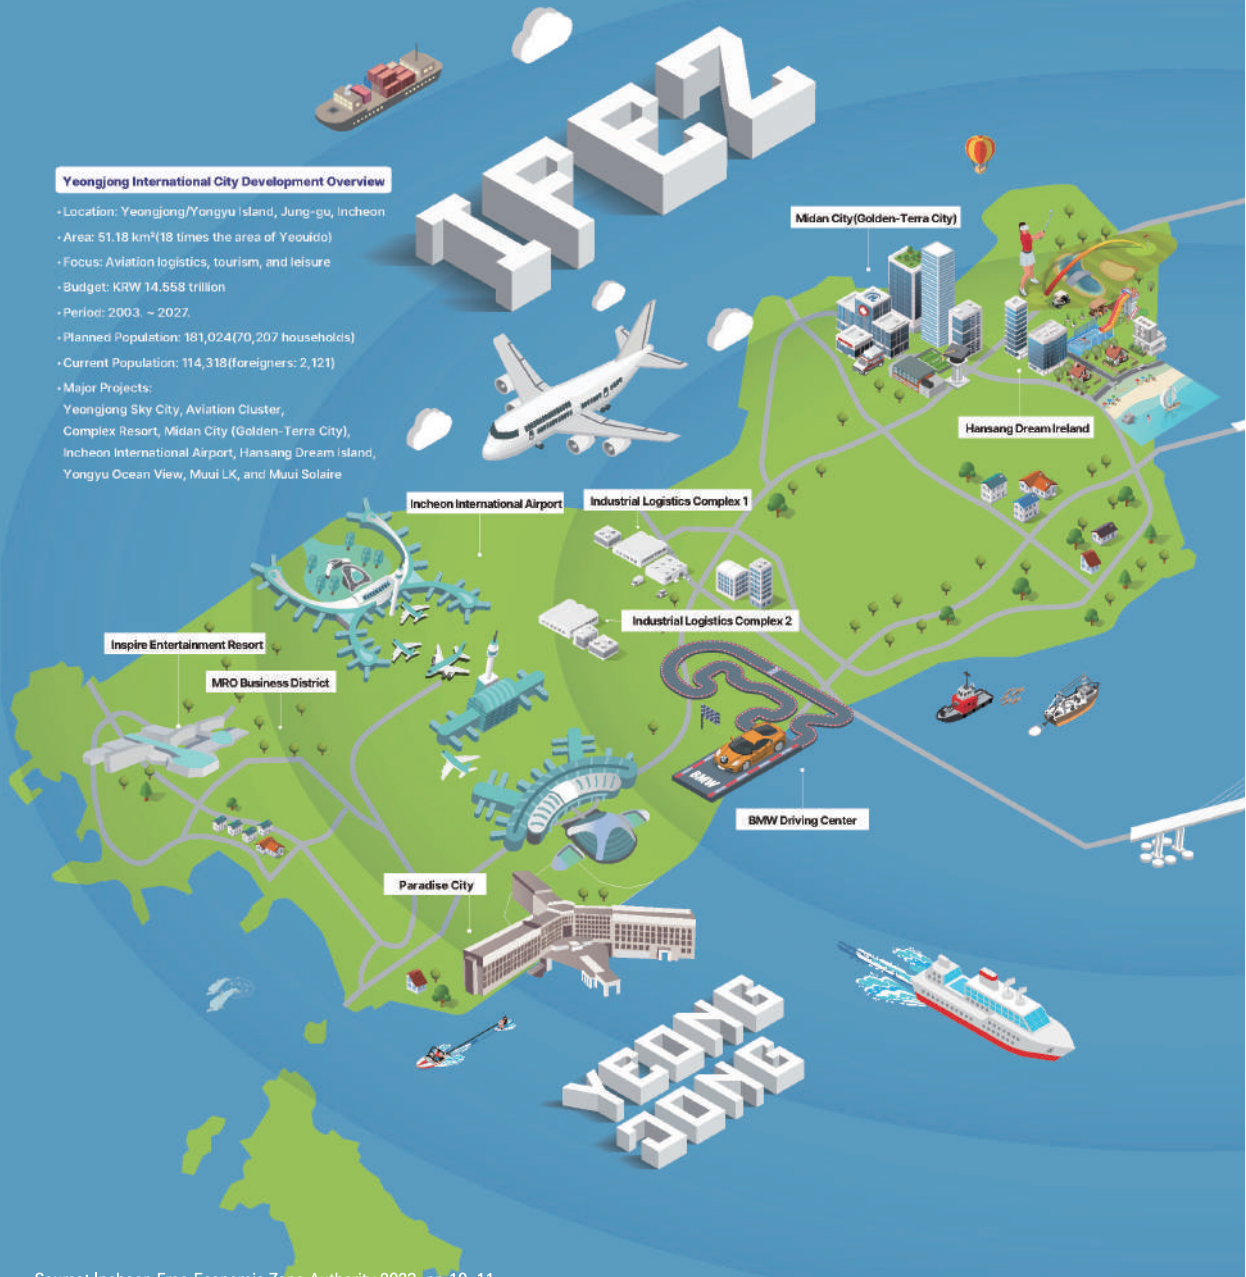 IFEZ
Yeongjong International City Development Overview
• Location: Yeongjong/Yongyu Island, Jung-gu, Incheon
• Area: 51.18 km²(18 times the area of Yeouido)
• Focus: Aviation logistics, tourism, and leisure
• Budget: KRW 14.558 trillion
• Period: 2003. ~ 2027.
• Planned Population: 181,024(70,207 households)
• Current Population: 114,318(foreigners: 2,121)
• Major Projects:
Yeongjong Sky City, Aviation Cluster,
Complex Resort, Midan City (Golden-Terra City),
Incheon International Airport, Hansang Dream Island,
Yongyu Ocean View, Muui LK, and Muui Solaire
Midan City(Golden-Terra City)
Hansang Dream Ireland
Incheon International Airport
Industrial Logistics Complex 1
Industrial Logistics Complex 2
Inspire Entertainment Resort
MRO Business District
BMW
BMW Driving Center
Paradise City
YEONG
JONG